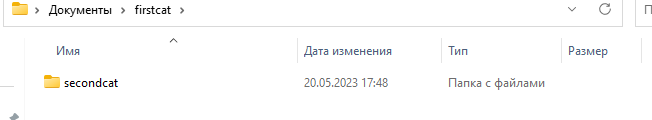 Документы > firstcat >
Имя Дата изменения Тип Размер
secondcat 20.05.2023 17:48 Папка с файлами